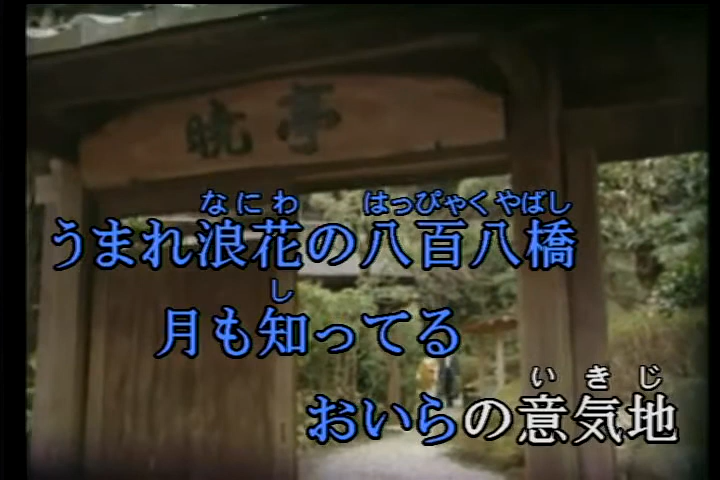 亭暁
なにわ はっぴゃくやばし
うまれ浪花の八百八橋
し
月も知ってる
いきじ
おいらの意気地